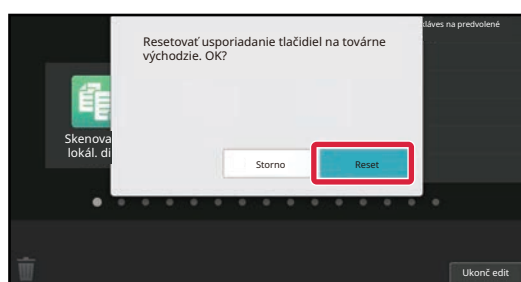 kláves na predvolené
Resetovať usporiadanie tlačidiel na továrne
východzie. OK?
Skenova
lokál. di
Storno
Reset
Ukonč edit